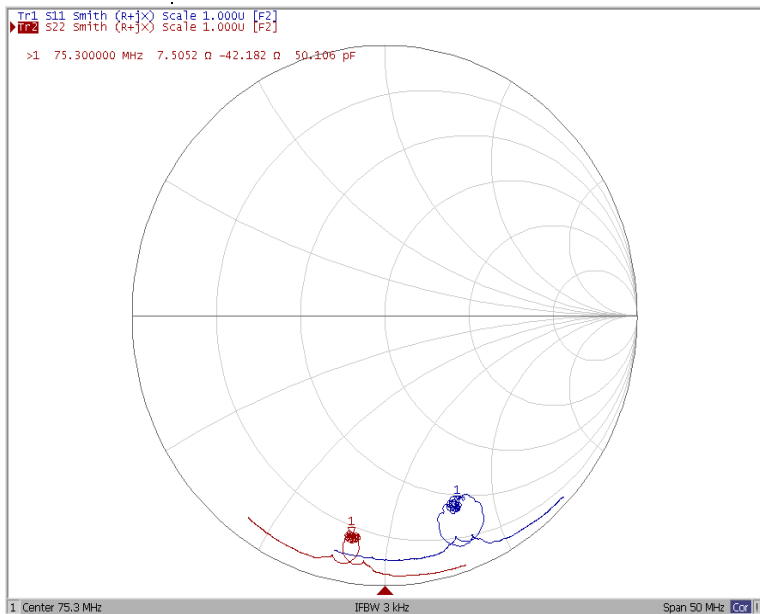 Tr1 S11 Smith (R+jX) Scale 1.000U [F2]
Tr2 S22 Smith (R+jX) Scale 1.000U [F2]
>1 75.300000 MHz 7.5052 Ω -42.182 Ω 50.106 pF
1
1
1 Center 75.3 MHz IFBW 3 kHz Span 50 MHz Cor !